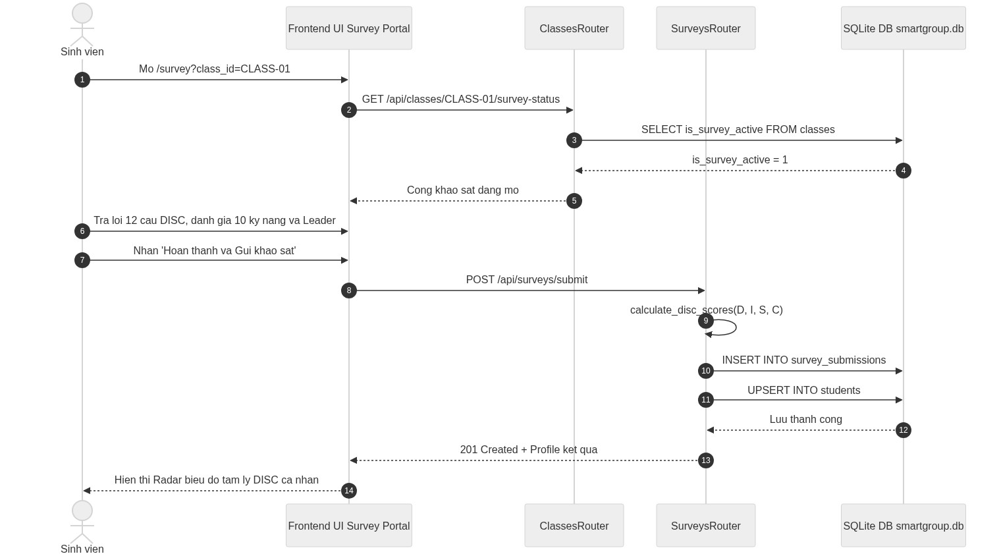 Sinh vien
Frontend UI Survey Portal
ClassesRouter
SurveysRouter
SQLite DB smartgroup.db
Mo /survey?class_id=CLASS-01
1
GET /api/classes/CLASS-01/survey-status
2
SELECT is_survey_active FROM classes
3
is_survey_active = 1
4
Cong khao sat dang mo
5
Tra loi 12 cau DISC, danh gia 10 ky nang va Leader
6
Nhan 'Hoan thanh va Gui khao sat'
7
POST /api/surveys/submit
8
calculate_disc_scores(D, I, S, C)
9
INSERT INTO survey_submissions
10
UPSERT INTO students
11
Luu thanh cong
12
201 Created + Profile ket qua
13
Hien thi Radar bieu do tam ly DISC ca nhan
14
Sinh vien
Frontend UI Survey Portal
ClassesRouter
SurveysRouter
SQLite DB smartgroup.db